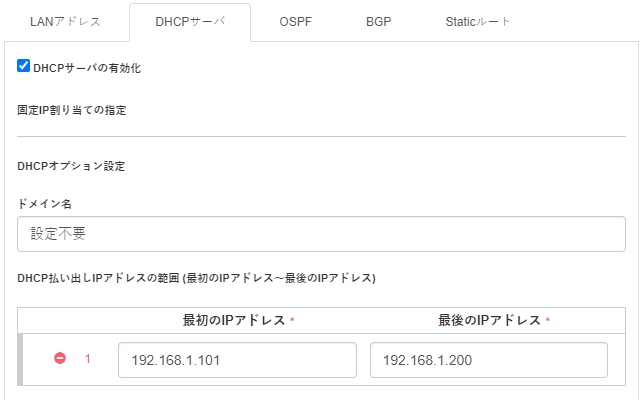 LANアドレス DHCPサーバ OSPF BGP Staticルート
DHCPサーバの有効化
固定IP割り当ての指定
DHCPオプション設定
ドメイン名
設定不要
DHCP払い出しIPアドレスの範囲 (最初のIPアドレス～最後のIPアドレス)
最初のIPアドレス * 最後のIPアドレス *
1 192.168.1.101 192.168.1.200